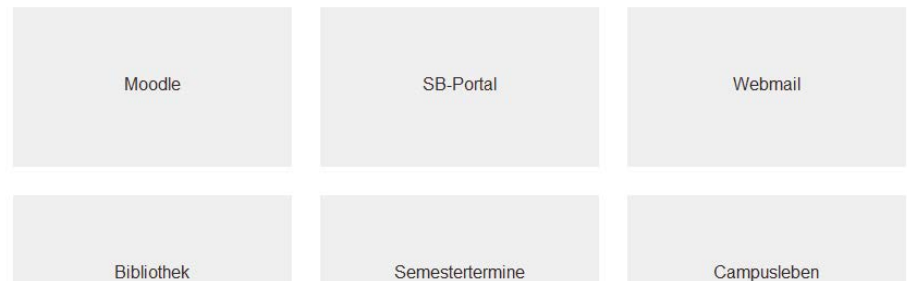 Moodle
SB-Portal
Webmail
Bibliothek
Semestertermine
Campusleben